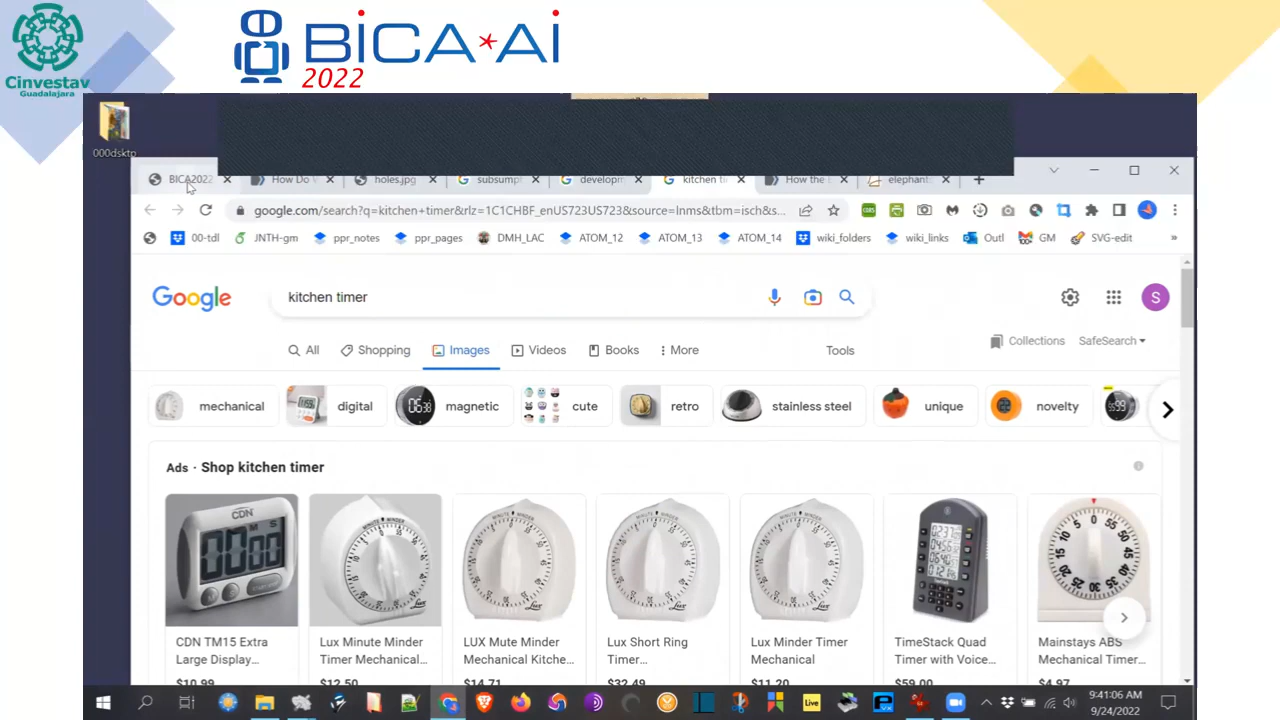 Cinvestav
Guadalajara
BiCA*Ai
2022
000dsktp
BICA2022
How Do
holes.jpg
subsump
developm
kitchen ti
How the
elephant
google.com/search?q=kitchen+timer&rlz=1C1CHBF_enUS723US723&source=lnms&tbm=isch&s...
00-tdl
JNTH-gm
ppr_notes
ppr_pages
DMH_LAC
ATOM_12
ATOM_13
ATOM_14
wiki_folders
wiki_links
Outl
GM
SVG-edit
»
Google
kitchen timer
S
All
Shopping
Images
Videos
Books
More
Tools
Collections
SafeSearch
mechanical
digital
magnetic
cute
retro
stainless steel
unique
novelty
Ads · Shop kitchen timer
CDN TM15 Extra
Large Display...
$10.99
Lux Minute Minder
Timer Mechanical...
$12.50
LUX Mute Minder
Mechanical Kitche...
$14.71
Lux Short Ring
Timer...
$32.49
Lux Minder Timer
Mechanical
$11.20
TimeStack Quad
Timer with Voice...
$59.00
Mainstays ABS
Mechanical Timer...
$4.97
Live
9:41:06 AM
9/24/2022